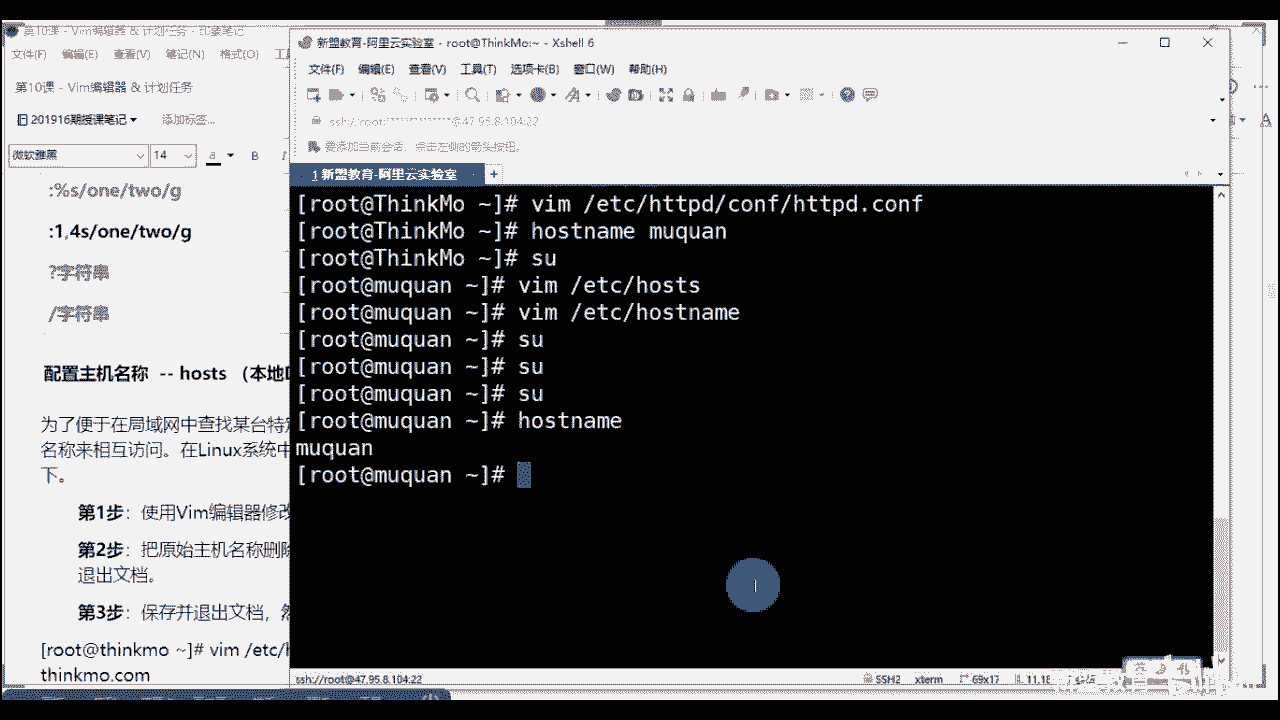 第10课 - Vim编辑器 & 计划任务 - 印象笔记
文件(F) 编辑(E) 查看(V) 笔记(N) 格式(O)
第10课 - Vim编辑器 & 计划任务
201916期授课笔记 添加标签...
微软雅黑 14 a B I
:%s/one/two/g
:1,4s/one/two/g
?字符串
/字符串
配置主机名称 -- hosts （本地
为了便于在局域网中查找某台特定
名称来相互访问。在Linux系统中
下。
第1步：使用Vim编辑器修改
第2步：把原始主机名称删除
退出文档。
第3步：保存并退出文档，然
[root@thinkmo ~]# vim /etc/h
thinkmo.com
新盟教育-阿里云实验室 - root@ThinkMo:~ - Xshell 6
文件(F) 编辑(E) 查看(V) 工具(T) 选项卡(B) 窗口(W) 帮助(H)
ssh://root:**************@47.95.8.104:22
要添加当前会话，点击左侧的箭头按钮。
1 新盟教育-阿里云实验室 +
[root@ThinkMo ~]# vim /etc/httpd/conf/httpd.conf
[root@ThinkMo ~]# hostname muquan
[root@ThinkMo ~]# su
[root@muquan ~]# vim /etc/hosts
[root@muquan ~]# vim /etc/hostname
[root@muquan ~]# su
[root@muquan ~]# su
[root@muquan ~]# su
[root@muquan ~]# hostname
muquan
[root@muquan ~]#
ssh://root@47.95.8.104:22 SSH2 xterm 69x17 11,18